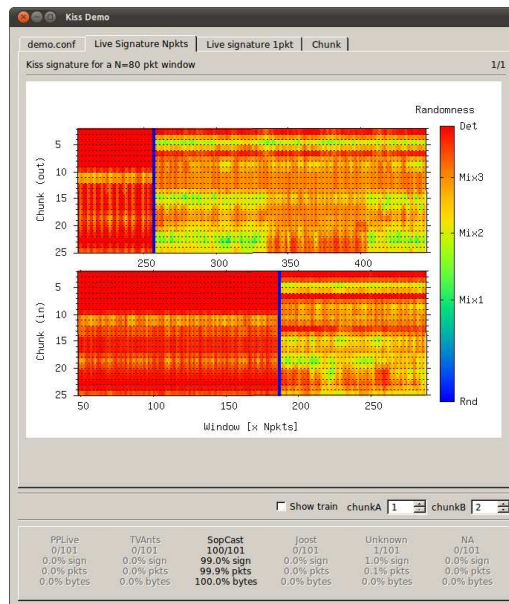 Kiss Demo
demo.conf Live Signature Npkts Live signature 1pkt Chunk
Kiss signature for a N=80 pkt window 1/1
Randomness
Det
Mix3
Mix2
Mix1
Rnd
Chunk (out)
5
10
15
20
25
250 300 350 400
Chunk (in)
5
10
15
20
25
50 100 150 200 250
Window [x Npkts]
Show train chunkA 1 chunkB 2
PPLive TVAnts SopCast Joost Unknown NA
0/101 0/101 100/101 0/101 1/101 0/101
0.0% sign 0.0% sign 99.0% sign 0.0% sign 1.0% sign 0.0% sign
0.0% pkts 0.0% pkts 99.9% pkts 0.0% pkts 0.1% pkts 0.0% pkts
0.0% bytes 0.0% bytes 100.0% bytes 0.0% bytes 0.0% bytes 0.0% bytes